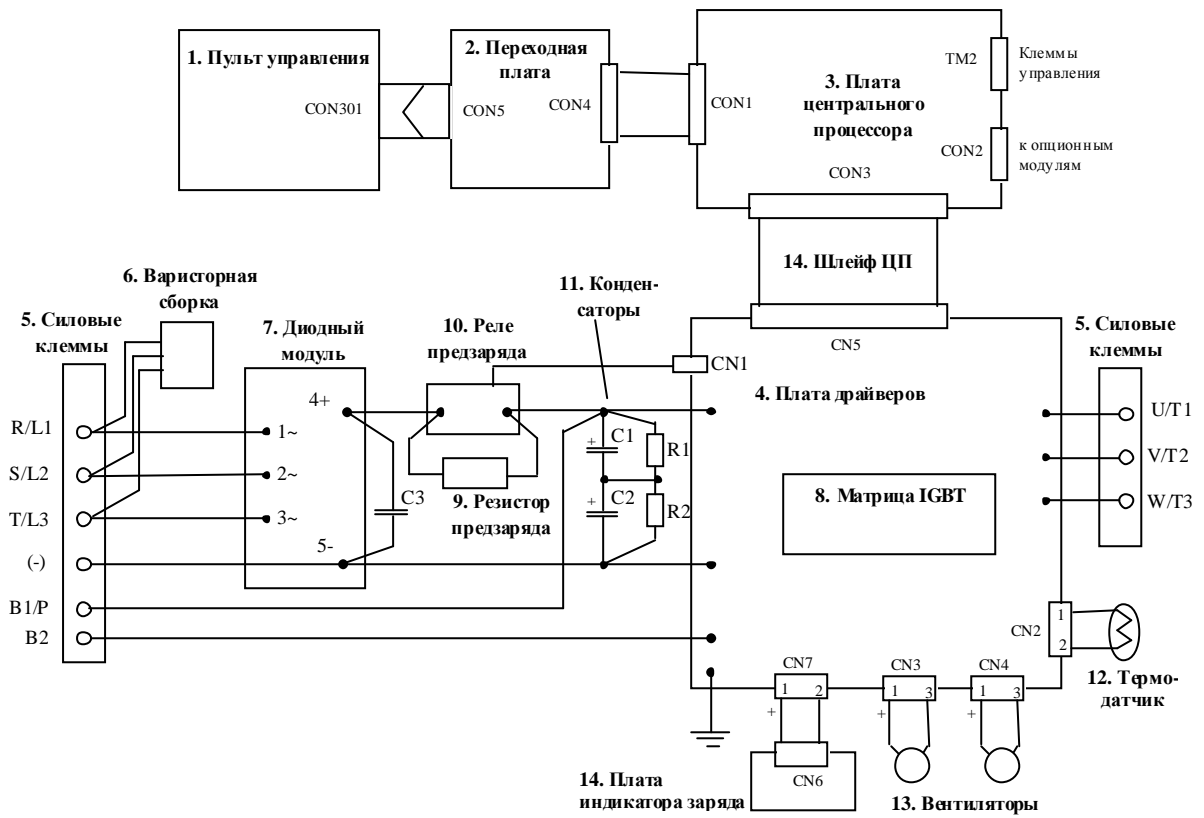 1. Пульт управления
CON301
2. Переходная
плата
CON5
CON4
CON1
3. Плата
центрального
процессора
TM2
Клеммы
управления
CON2
к опционным
модулям
CON3
14. Шлейф ЦП
CN5
6. Варисторная
сборка
5. Силовые
клеммы
7. Диодный
модуль
10. Реле
предзаряда
11. Конден-
саторы
CN1
4. Плата драйверов
5. Силовые
клеммы
R/L1
S/L2
T/L3
(-)
B1/P
B2
4+
1~
2~
3~
5-
C3
9. Резистор
предзаряда
+
C1
R1
+
C2
R2
8. Матрица IGBT
U/T1
V/T2
W/T3
CN2
1
2
12. Термо-
датчик
CN7
1 2
+
CN3
1 3
+
CN4
1 3
+
CN6
14. Плата
индикатора заряда
13. Вентиляторы